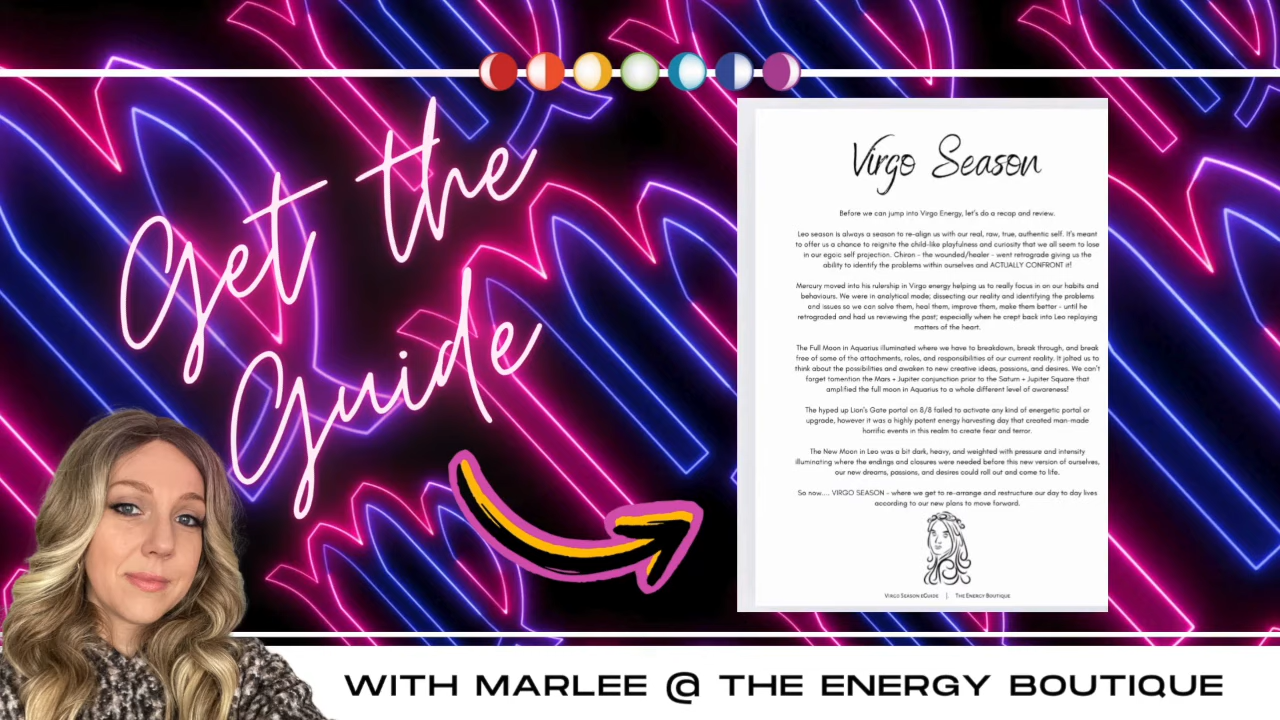 Get the
Guide
Virgo Season
Before we can jump into Virgo Energy, let's do a recap and review.
Leo season is always a season to re-align us with our real, raw, true, authentic self. It's meant
to offer us a chance to reignite the child-like playfulness and curiosity that we all seem to lose
in our egoic self projection. Chiron - the wounded/healer - went retrograde giving us the
ability to identify the problems within ourselves and ACTUALLY CONFRONT it!
Mercury moved into his rulership in Virgo energy helping us to really focus in on our habits and
behaviours. We were in analytical mode; dissecting our reality and identifying the problems
and issues so we can solve them, heal them, improve them, make them better - until he
retrograded and had us reviewing the past; especially when he crept back into Leo replaying
matters of the heart.
The Full Moon in Aquarius illuminated where we have to breakdown, break through, and break
free of some of the attachments, roles, and responsibilities of our current reality. It jolted us to
think about the possibilities and awaken to new creative ideas, passions, and desires. We can't
forget tomention the Mars + Jupiter conjunction prior to the Saturn + Jupiter Square that
amplified the full moon in Aquarius to a whole different level of awareness!
The hyped up Lion's Gate portal on 8/8 failed to activate any kind of energetic portal or
upgrade, however it was a highly potent energy harvesting day that created man-made
horrific events in this realm to create fear and terror.
The New Moon in Leo was a bit dark, heavy, and weighted with pressure and intensity
illuminating where the endings and closures were needed before this new version of ourselves,
our new dreams, passions, and desires could roll out and come to life.
So now.... VIRGO SEASON - where we get to re-arrange and restructure our day to day lives
according to our new plans to move forward.
Virgo Season eGuide | The Energy Boutique
WITH MARLEE @ THE ENERGY BOUTIQUE